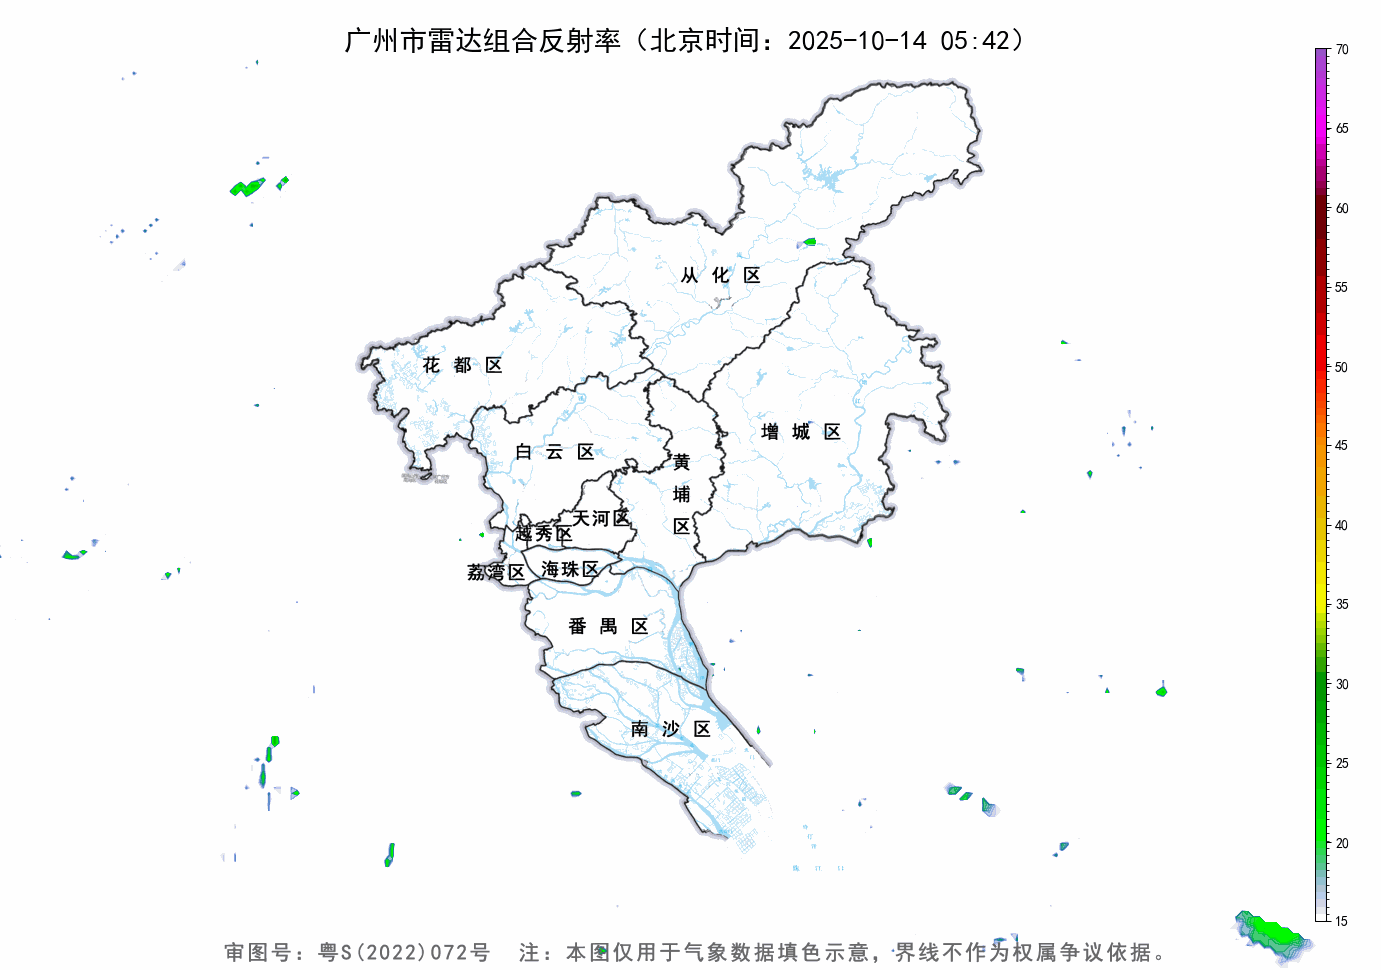 广州市雷达组合反射率（北京时间：2025-10-14 05:42）
70
65
60
55
50
45
40
35
30
25
20
15
从化区
花都区
增城区
白云区
黄埔区
天河区
越秀区
荔湾区
海珠区
番禺区
南沙区
审图号：粤S(2022)072号 注：本图仅用于气象数据填色示意，界线不作为权属争议依据。